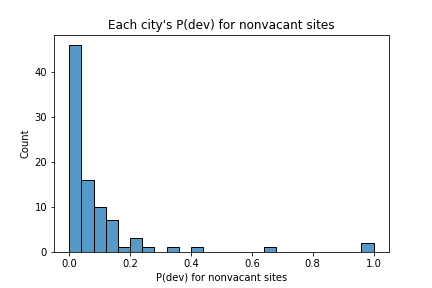 Each city's P(dev) for nonvacant sites
Count
40
30
20
10
0
0.0 0.2 0.4 0.6 0.8 1.0
P(dev) for nonvacant sites